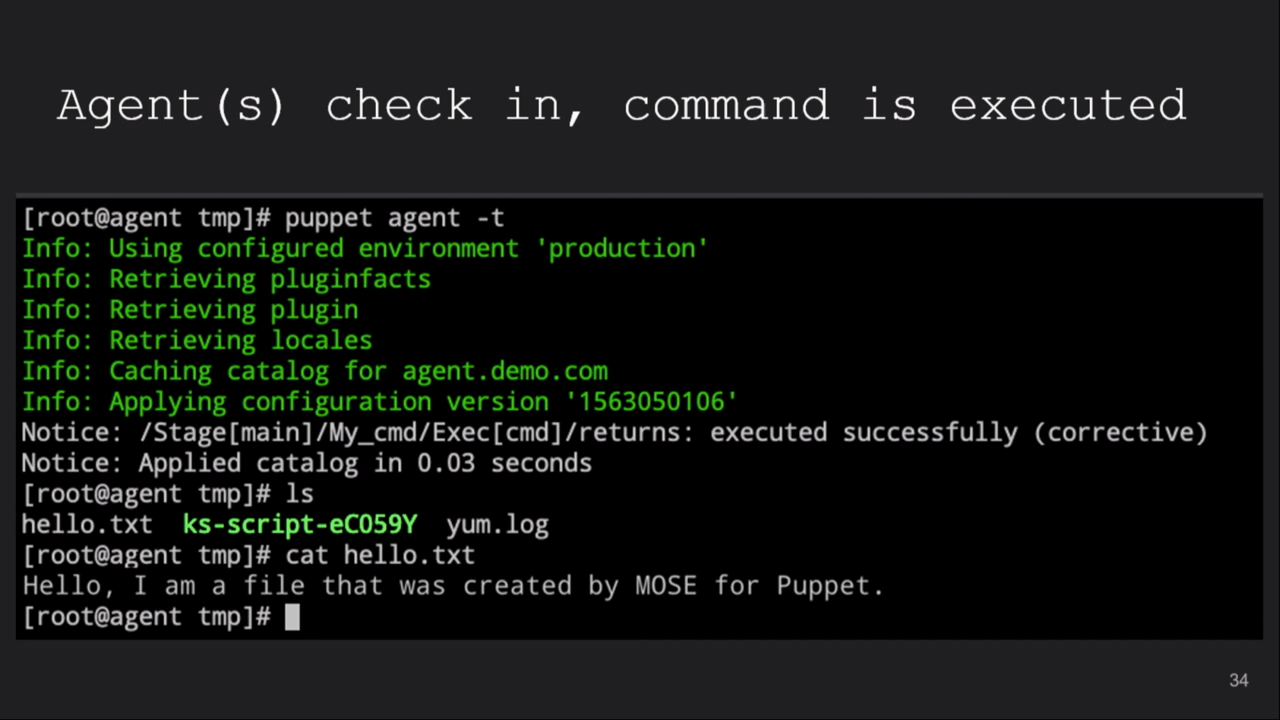 Agent(s) check in, command is executed
[root@agent tmp]# puppet agent -t
Info: Using configured environment 'production'
Info: Retrieving pluginfacts
Info: Retrieving plugin
Info: Retrieving locales
Info: Caching catalog for agent.demo.com
Info: Applying configuration version '1563050106'
Notice: /Stage[main]/My_cmd/Exec[cmd]/returns: executed successfully (corrective)
Notice: Applied catalog in 0.03 seconds
[root@agent tmp]# ls
hello.txt  ks-script-eC059Y  yum.log
[root@agent tmp]# cat hello.txt
Hello, I am a file that was created by MOSE for Puppet.
[root@agent tmp]#
34